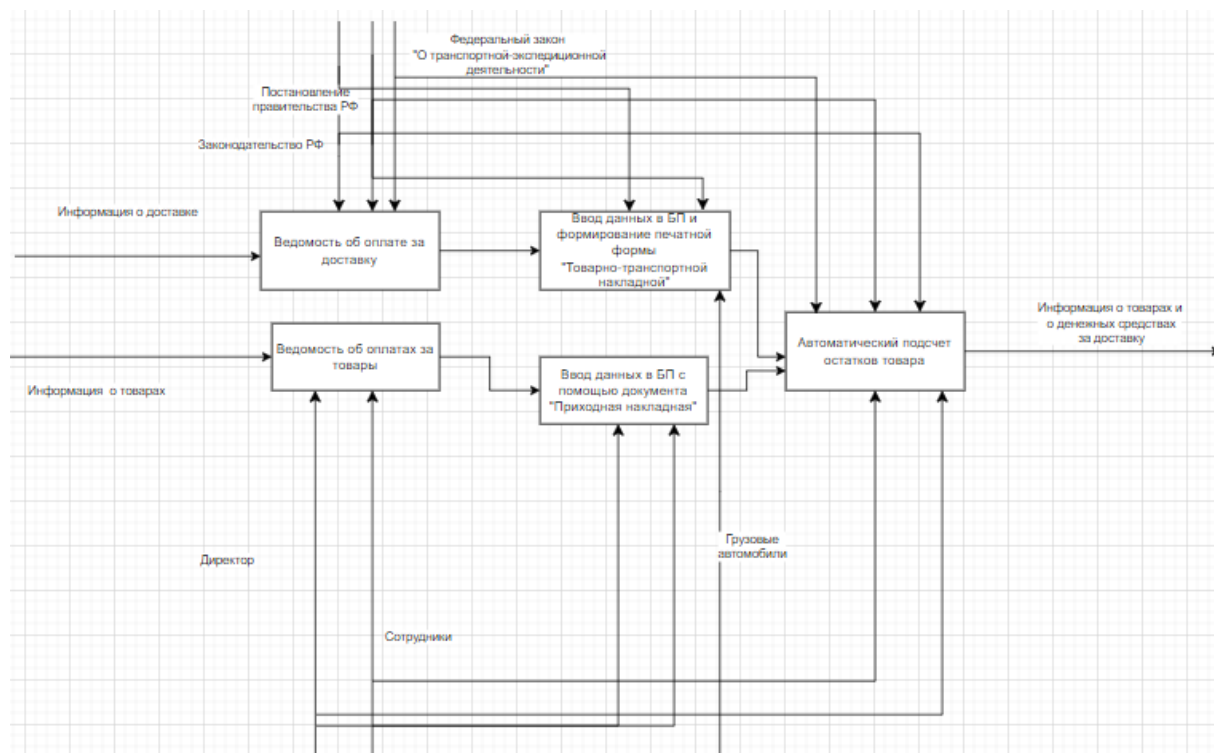 Федеральный закон
"О транспортной-экспедиционной
деятельности"
Постановление
правительства РФ
Законодательство РФ
Информация о доставке
Ведомость об оплате за
доставку
Ввод данных в БП и
формирование печатной
формы
"Товарно-транспортной
накладной"
Информация о товарах и
о денежных средствах
за доставку
Автоматический подсчет
остатков товара
Ведомость об оплатах за
товары
Ввод данных в БП с
помощью документа
"Приходная накладная"
Информация о товарах
Грузовые
автомобили
Директор
Сотрудники